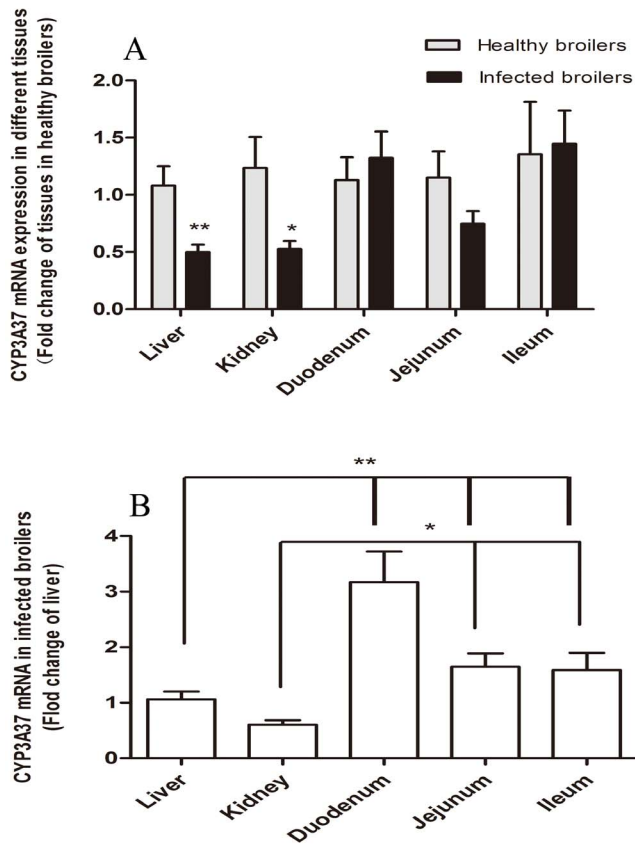 A
Healthy broilers
Infected broilers
CYP3A37 mRNA expression in different tissues
(Fold change of tissues in healthy broilers)
2.0
1.5
1.0
0.5
0.0
**
*
Liver
Kidney
Duodenum
Jejunum
Ileum
B
**
*
CYP3A37 mRNA in infected broilers
(Flod change of liver)
4
3
2
1
0
Liver
Kidney
Duodenum
Jejunum
Ileum